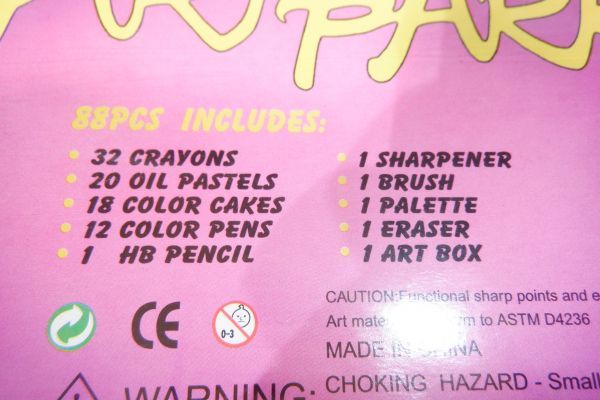 PAR
88PCS INCLUDES:
• 32 CRAYONS
• 20 OIL PASTELS
• 18 COLOR CAKES
• 12 COLOR PENS
• 1 HB PENCIL
• 1 SHARPENER
• 1 BRUSH
• 1 PALETTE
• 1 ERASER
• 1 ART BOX
CE
0-3
CAUTION:Functional sharp points and e
Art mater to ASTM D4236
MADE IN CHINA
WARNING: CHOKING HAZARD - Small